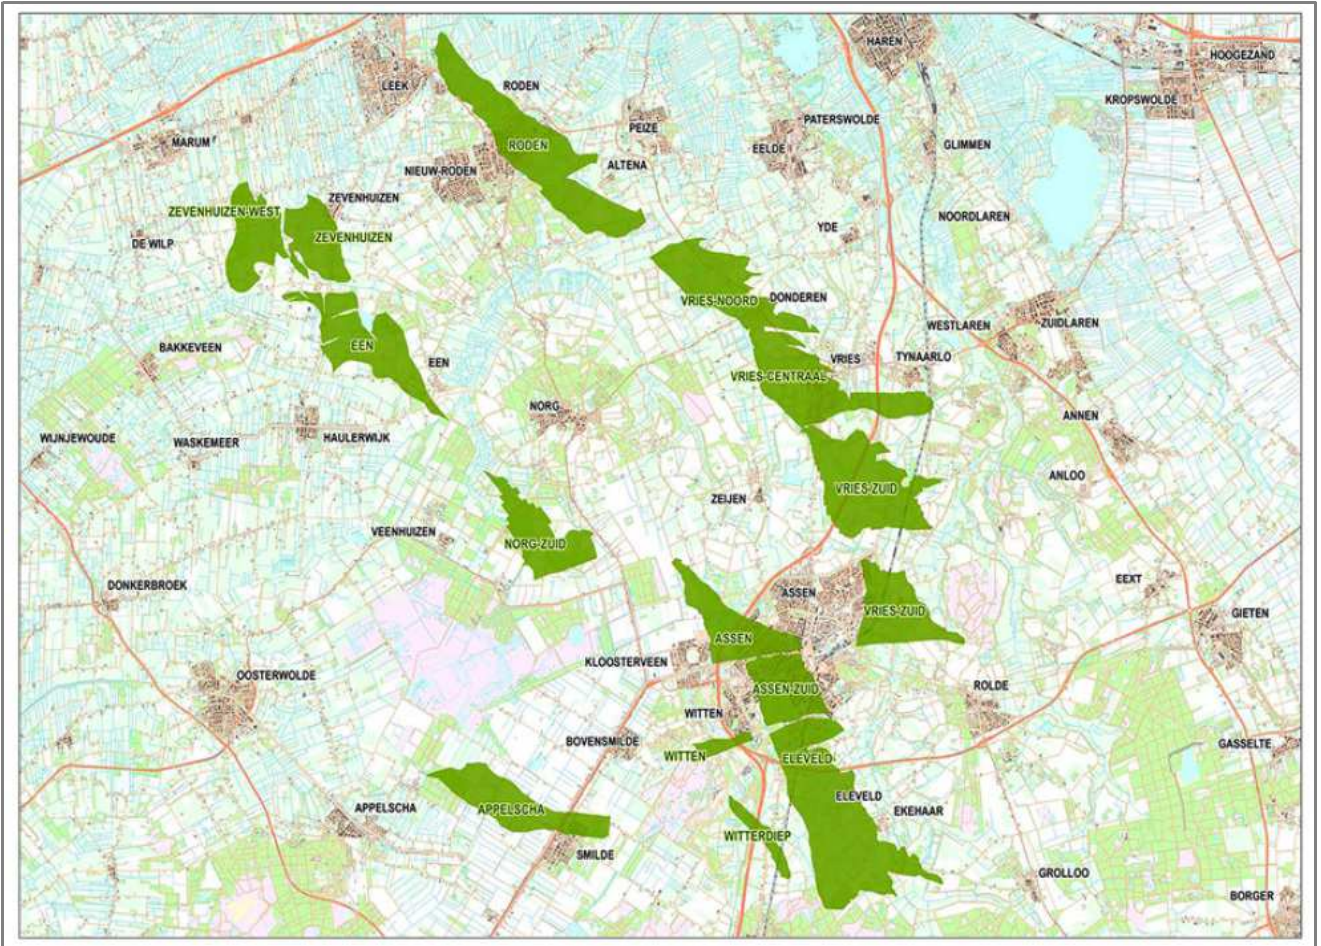 HAREN
HOOGEZAND
LEEK
RODEN
KROPSWOLDE
PATERSWOLDE
PEIZE
MARUM
RODEN
EELDE
GLIMMEN
ALTENA
NIEUW-RODEN
ZEVENHUIZEN
ZEVENHUIZEN-WEST
NOORDLAREN
YDE
ZEVENHUIZEN
DE WILP
DONDEREN
VRIES-NOORD
ZUIDLAREN
WESTLAREN
EEN
BAKKEVEEN
TYNAARLO
VRIES
EEN
VRIES-CENTRAAL
NORG
ANNEN
WIJNJEWOUDE
HAULERWIJK
WASKEMEER
ANLOO
VRIES-ZUID
ZEIJEN
VEENHUIZEN
NORG-ZUID
EEXT
DONKERBROEK
ASSEN
VRIES-ZUID
GIETEN
ASSEN
KLOOSTERVEEN
OOSTERWOLDE
ROLDE
ASSEN-ZUID
WITTEN
BOVENSMILDE
GASSELTE
WITTEN
ELEVELD
ELEVELD
APPELSCHA
APPELSCHA
EKEHAAR
WITTERDIEP
SMILDE
GROLLOO
BORGER